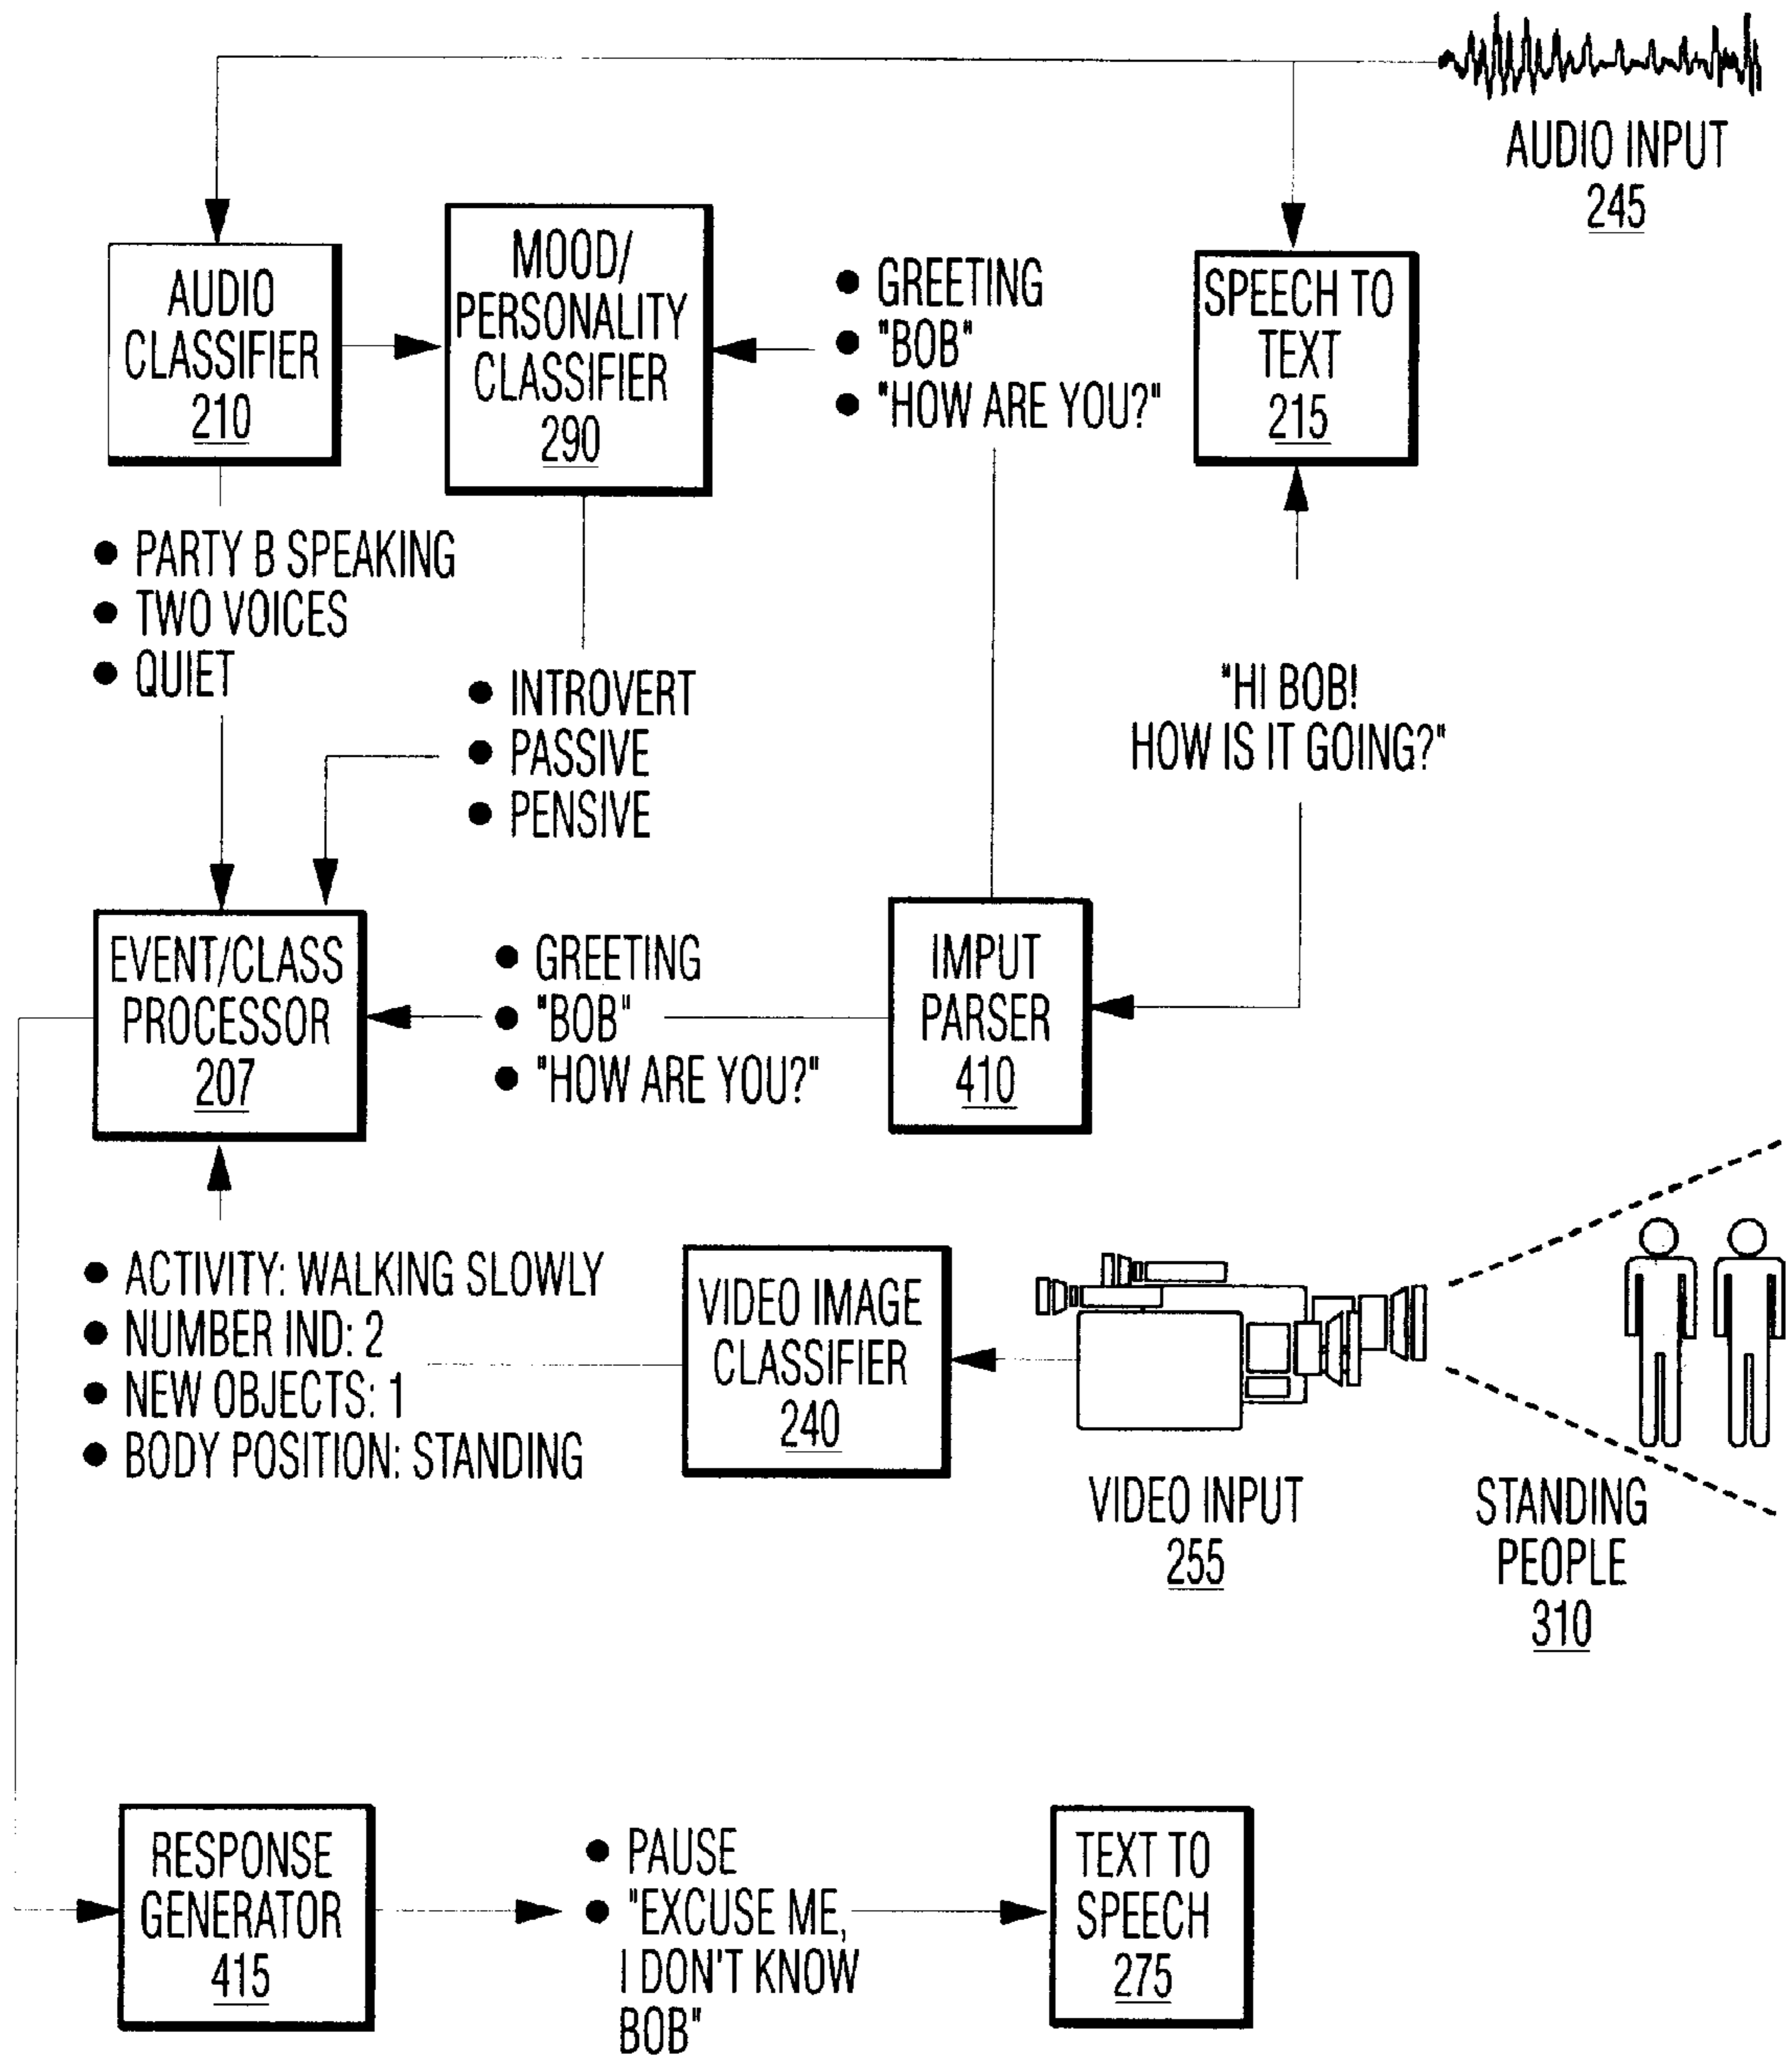 AUDIO INPUT
245
AUDIO
CLASSIFIER
210
MOOD/
PERSONALITY
CLASSIFIER
290
● GREETING
● "BOB"
● "HOW ARE YOU?"
SPEECH TO
TEXT
215
● PARTY B SPEAKING
● TWO VOICES
● QUIET
● INTROVERT
● PASSIVE
● PENSIVE
"HI BOB!
HOW IS IT GOING?"
EVENT/CLASS
PROCESSOR
207
● GREETING
● "BOB"
● "HOW ARE YOU?"
IMPUT
PARSER
410
● ACTIVITY: WALKING SLOWLY
● NUMBER IND: 2
● NEW OBJECTS: 1
● BODY POSITION: STANDING
VIDEO IMAGE
CLASSIFIER
240
VIDEO INPUT
255
STANDING
PEOPLE
310
RESPONSE
GENERATOR
415
● PAUSE
● "EXCUSE ME,
I DON'T KNOW
BOB"
TEXT TO
SPEECH
275